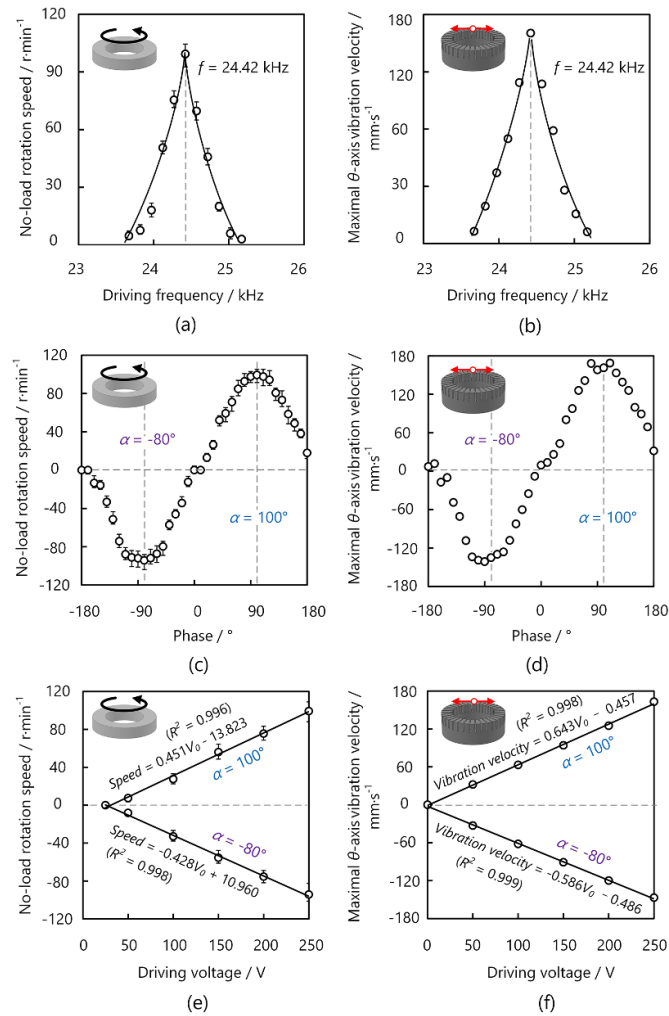 No-load rotation speed / r·min⁻¹
120
100
80
60
40
20
0
f = 24.42 kHz
23
24
25
26
Driving frequency / kHz
(a)
Maximal θ-axis vibration velocity /
mm·s⁻¹
180
120
60
30
0
f = 24.42 kHz
23
24
25
26
Driving frequency / kHz
(b)
No-load rotation speed / r·min⁻¹
120
80
40
0
-40
-80
-120
α = -80°
α = 100°
-180
-90
0
90
180
Phase / °
(c)
Maximal θ-axis vibration velocity /
mm·s⁻¹
180
120
60
0
-60
-120
-180
α = -80°
α = 100°
-180
-90
0
90
180
Phase / °
(d)
No-load rotation speed / r·min⁻¹
120
80
40
0
-40
-80
-120
(R² = 0.996)
Speed = 0.451V₀ - 13.823
α = 100°
α = -80°
Speed = -0.428V₀ + 10.960
(R² = 0.998)
0
50
100
150
200
250
Driving voltage / V
(e)
Maximal θ-axis vibration velocity /
mm·s⁻¹
180
120
60
0
-60
-120
-180
(R² = 0.998)
Vibration velocity = 0.643V₀ - 0.457
α = 100°
α = -80°
Vibration velocity = -0.586V₀ - 0.486
(R² = 0.999)
0
50
100
150
200
250
Driving voltage / V
(f)